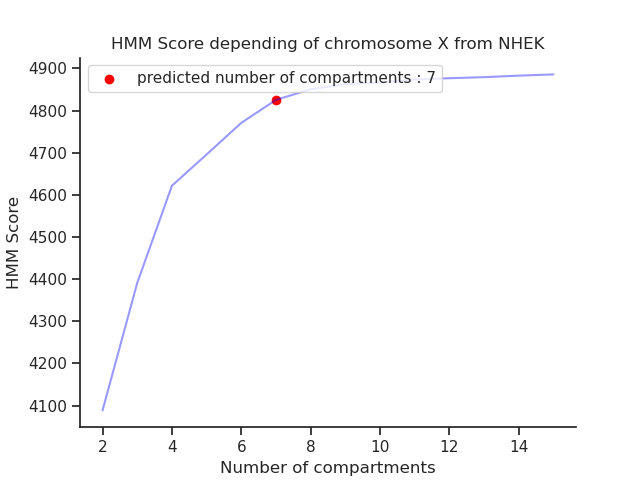 HMM Score depending of chromosome X from NHEK
predicted number of compartments : 7
4900
4800
4700
4600
4500
4400
4300
4200
4100
HMM Score
2 4 6 8 10 12 14
Number of compartments